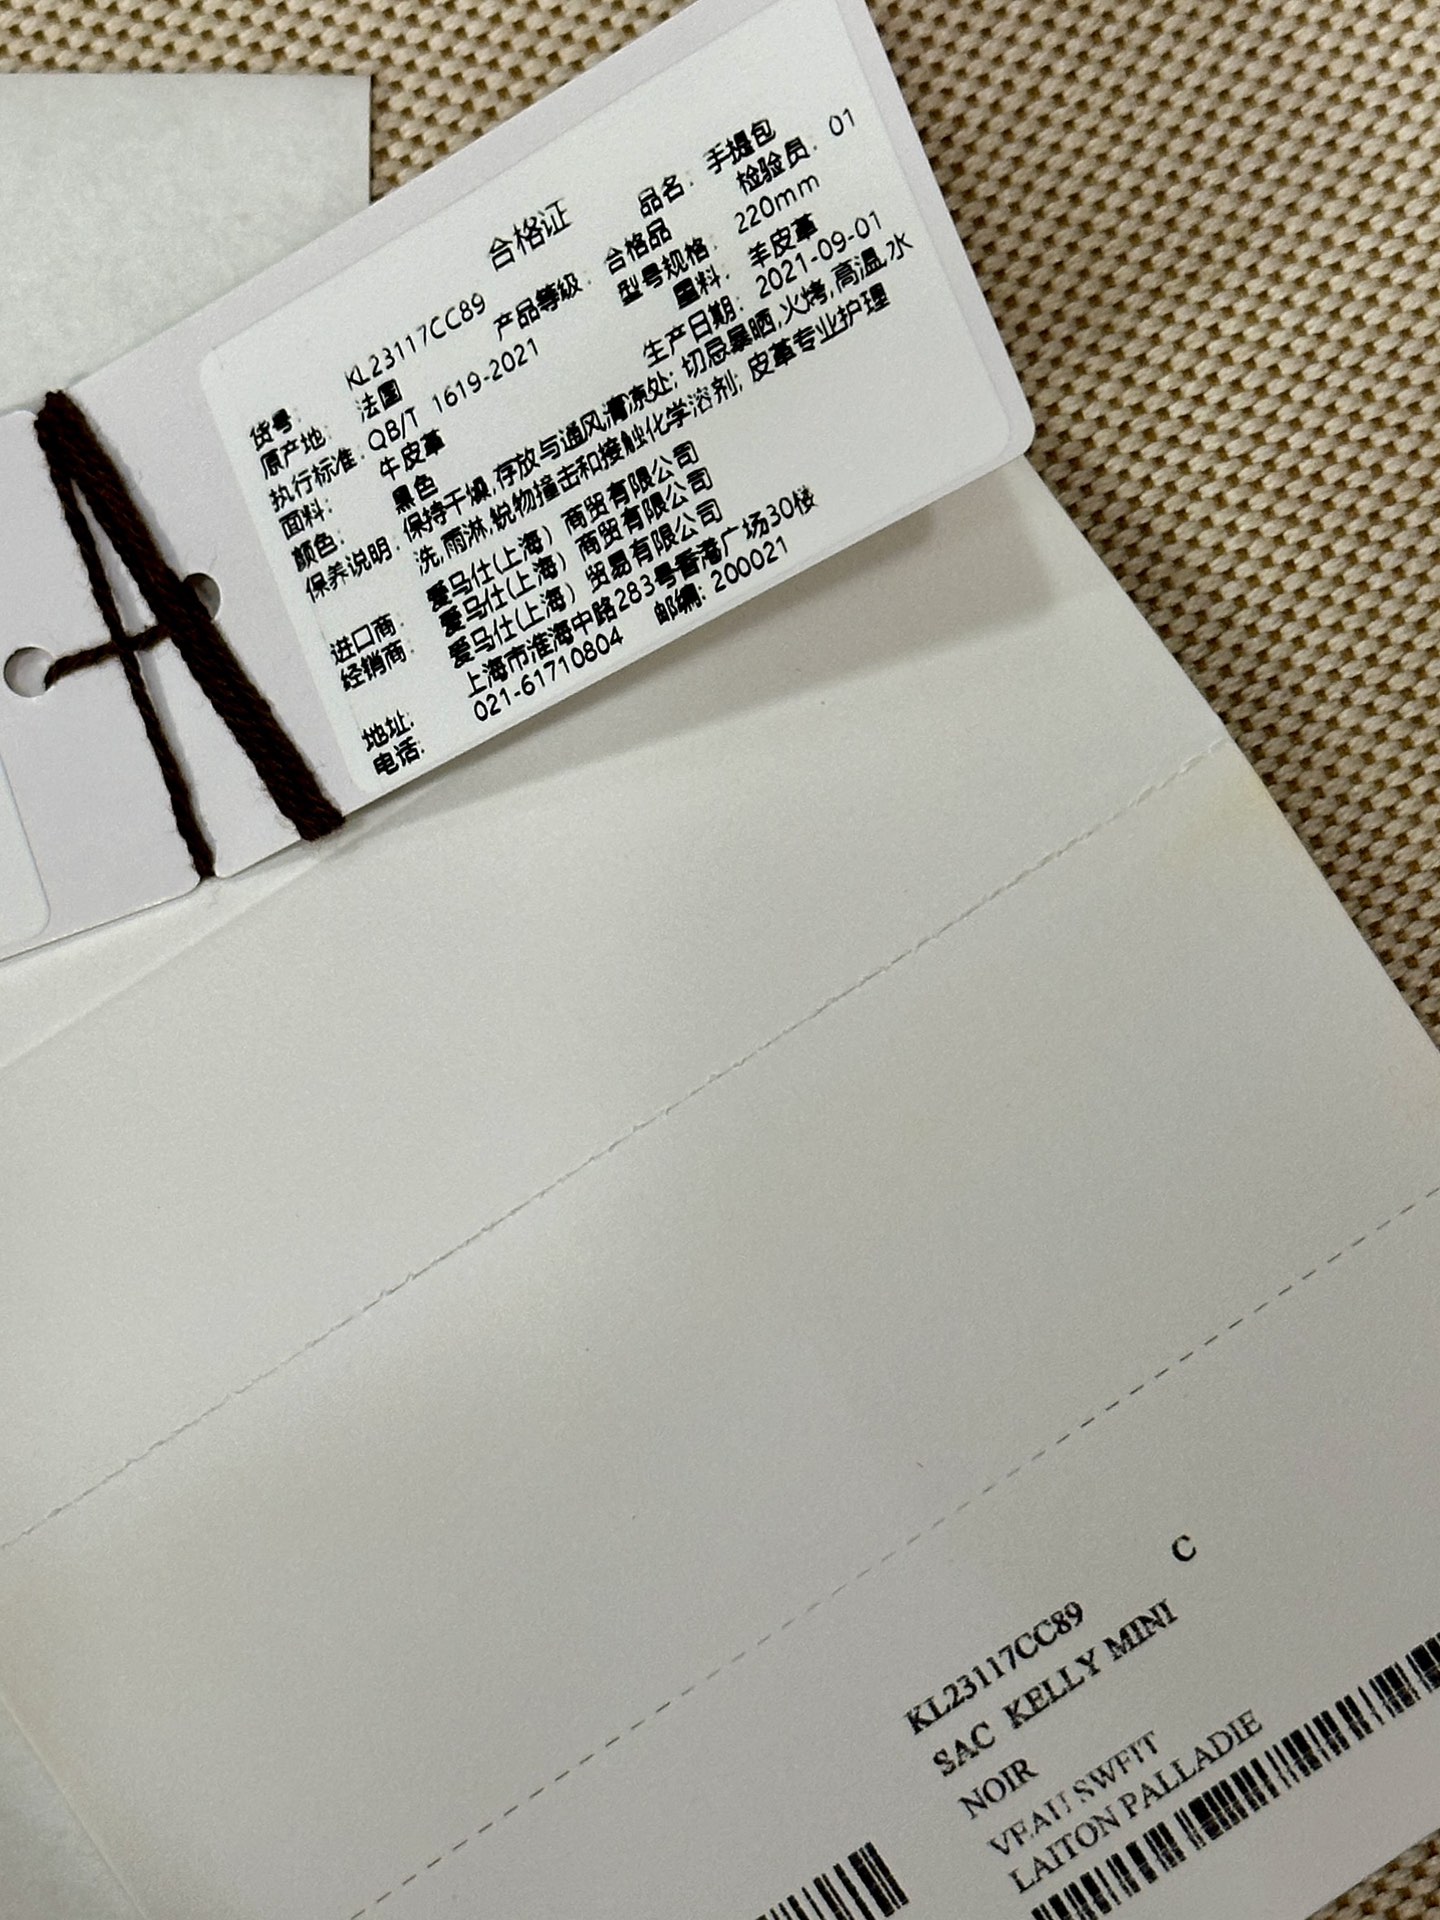 合格证
货号: KL23117CC89 品名: 手提包
原产地: 法国 产品等级: 合格品 检验员: 01
执行标准: QB/T 1619-2021 型号规格: 220mm
面料: 牛皮革 里料: 羊皮革
颜色: 黑色 生产日期: 2021-09-01
保养说明: 保持干燥,存放与通风清凉处; 切忌暴晒,火烤,高温,水
洗,雨淋,锐物撞击和接触化学溶剂; 皮革专业护理
进口商: 爱马仕(上海) 商贸有限公司
经销商: 爱马仕(上海) 商贸有限公司
爱马仕(上海) 贸易有限公司
地址: 上海市淮海中路283号香港广场30楼
电话: 021-61710804 邮编: 200021
KL23117CC89 C
SAC KELLY MINI
NOIR
VEAU SWFIT
LAITON PALLADIE